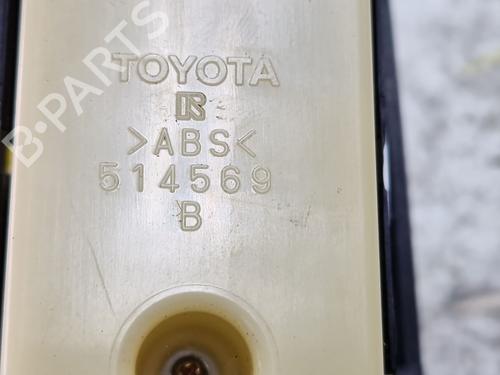 B-PARTS
TOYOTA
R
>ABS<
514569
B